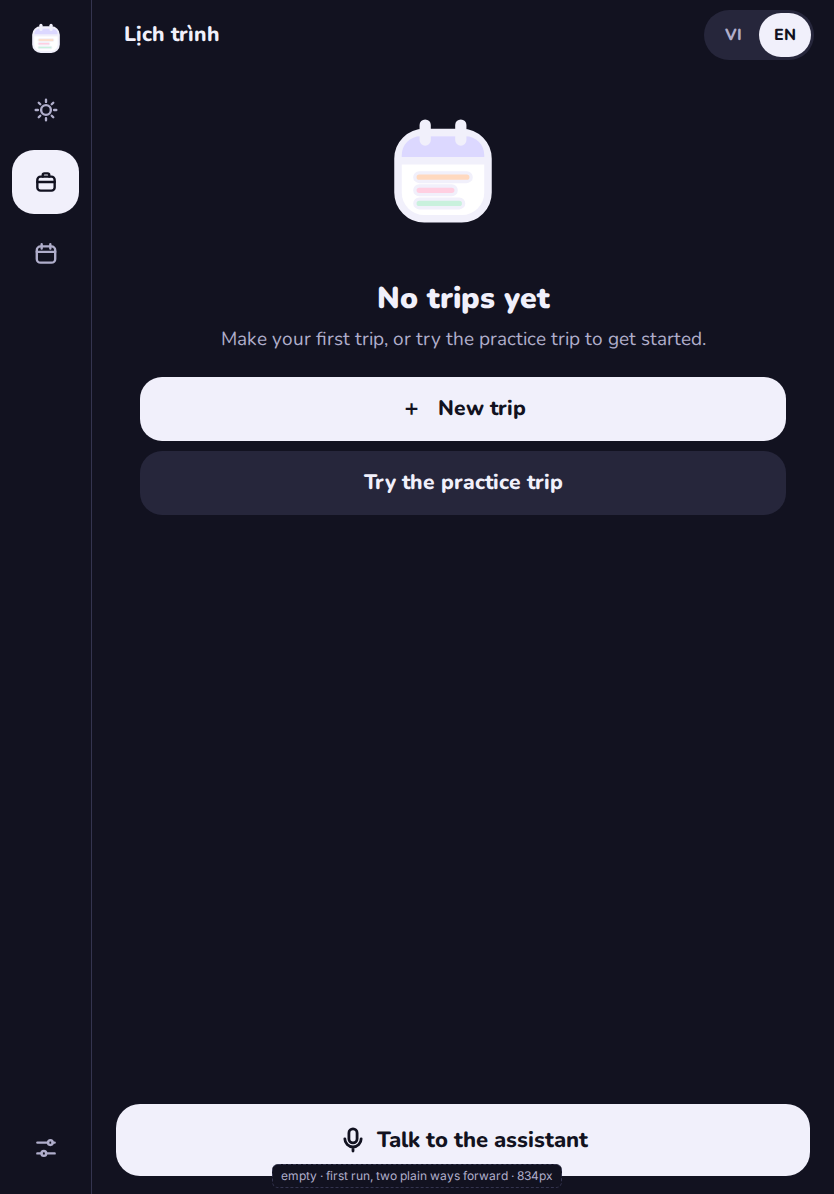 Lịch trình
VI
EN
No trips yet
Make your first trip, or try the practice trip to get started.
+ New trip
Try the practice trip
Talk to the assistant
empty · first run, two plain ways forward · 834px